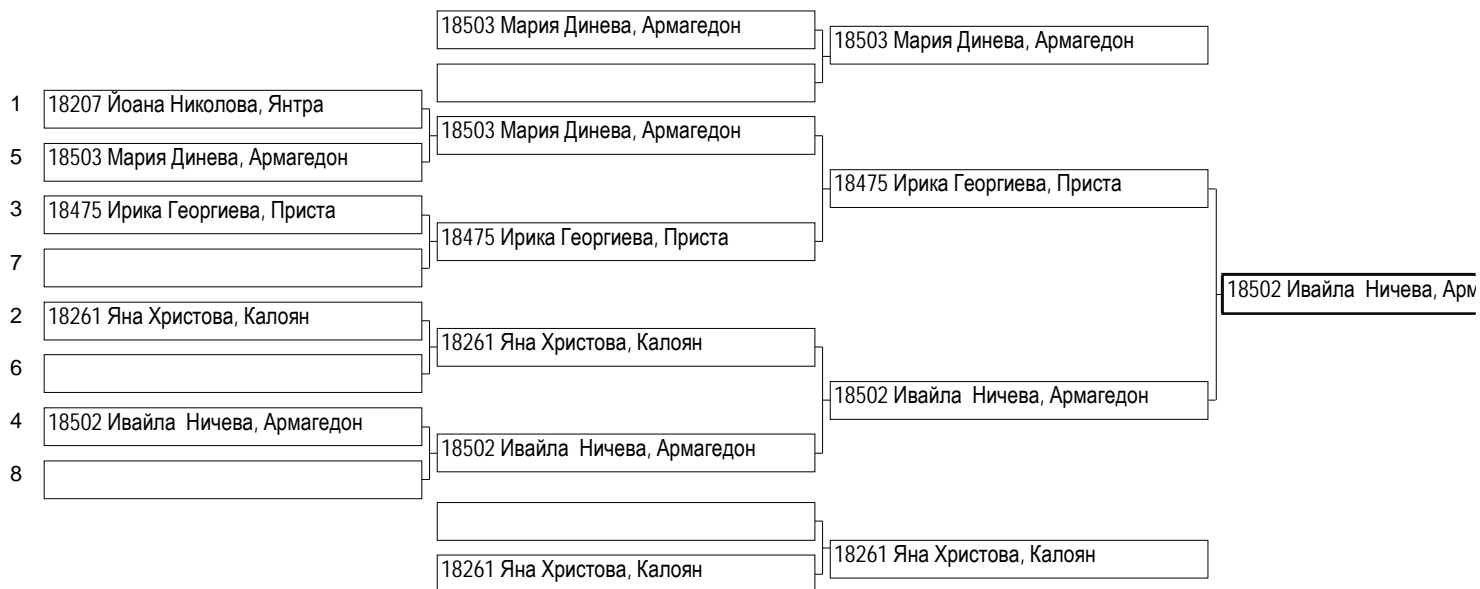 18503 Мария Динева, Армагедон
18503 Мария Динева, Армагедон
1 18207 Йоана Николова, Янтра
18503 Мария Динева, Армагедон
5 18503 Мария Динева, Армагедон
18475 Ирика Георгиева, Приста
3 18475 Ирика Георгиева, Приста
18475 Ирика Георгиева, Приста
7
18502 Ивайла Ничева, Арм
2 18261 Яна Христова, Калоян
18261 Яна Христова, Калоян
6
18502 Ивайла Ничева, Армагедон
4 18502 Ивайла Ничева, Армагедон
18502 Ивайла Ничева, Армагедон
8
18261 Яна Христова, Калоян
18261 Яна Христова, Калоян